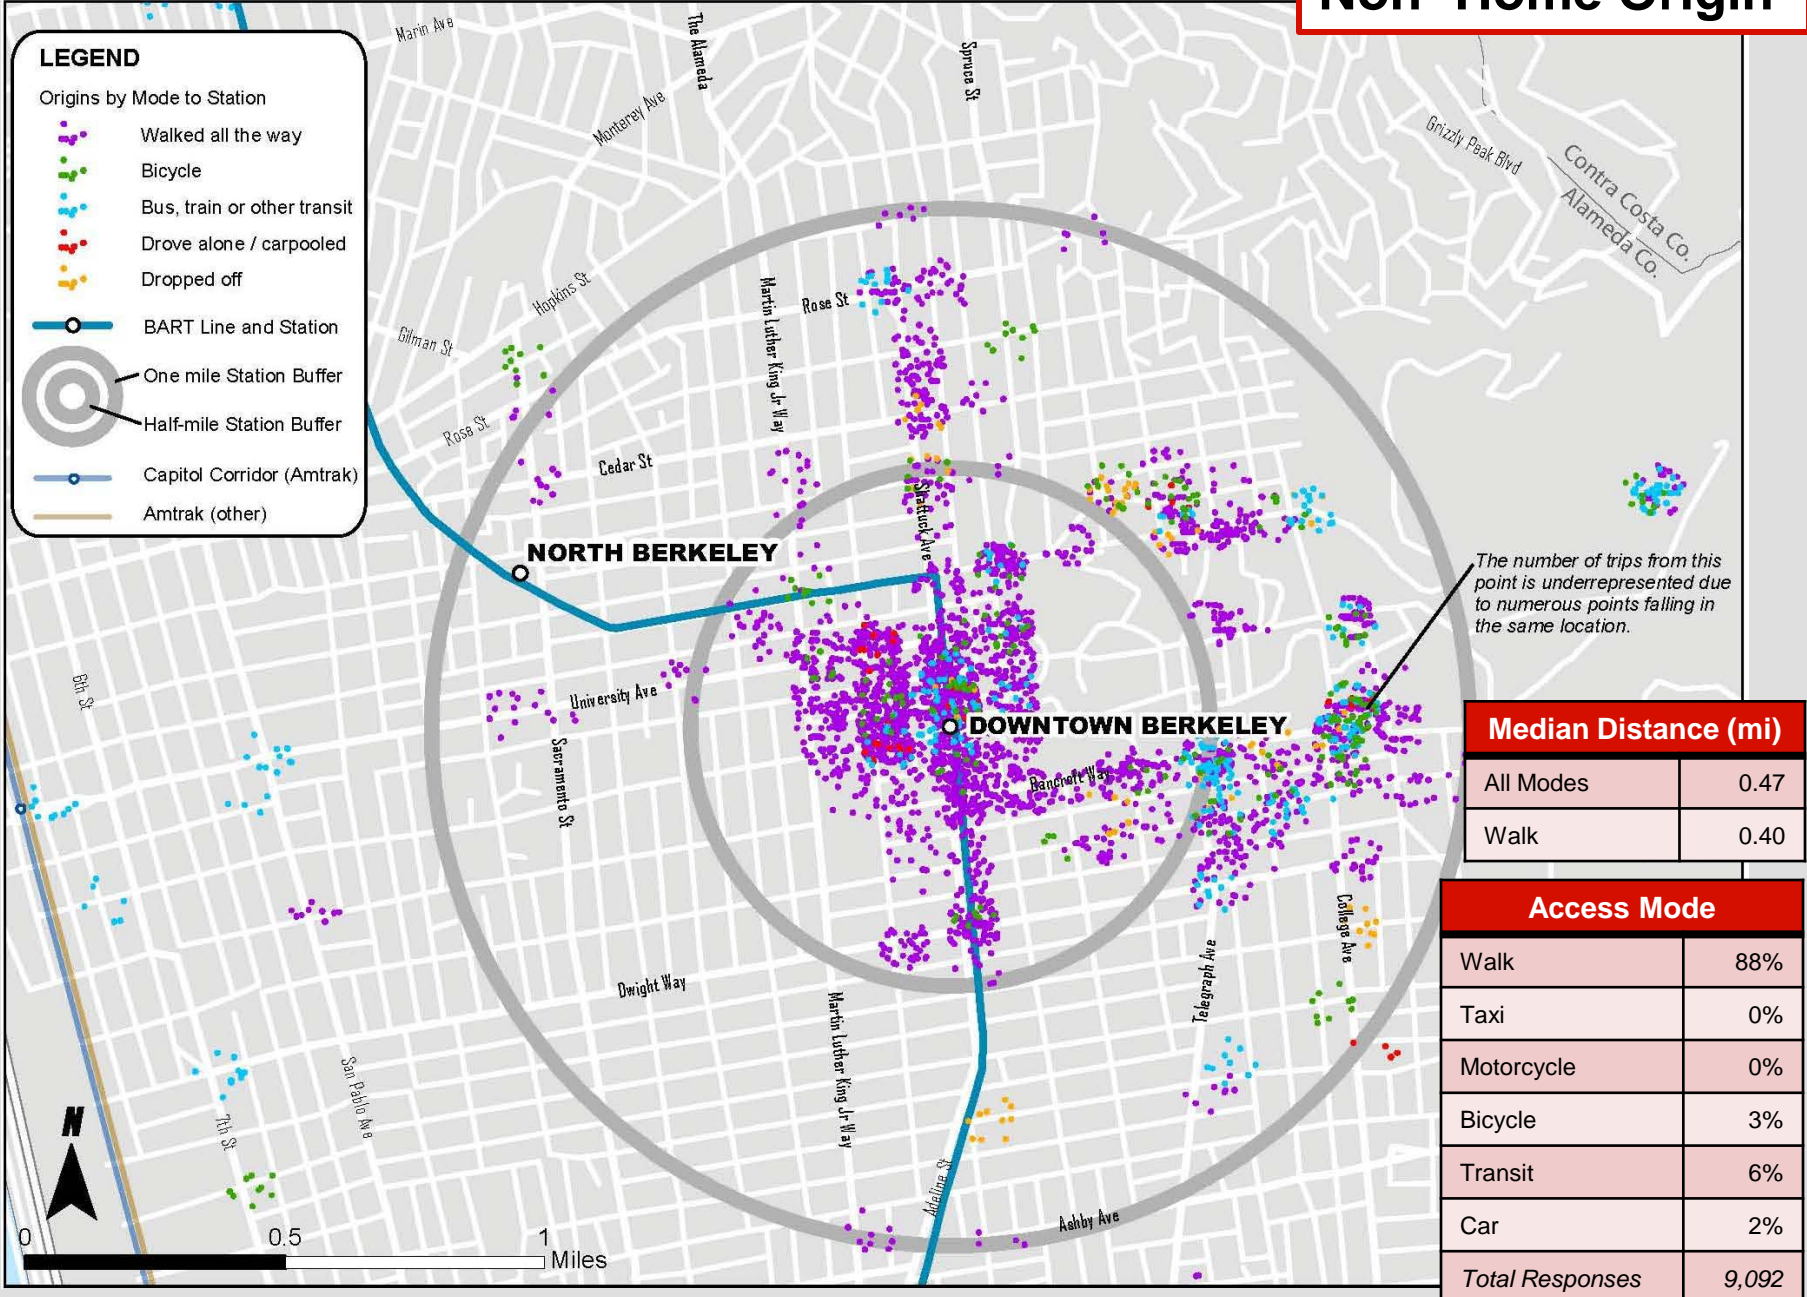 Non-Home Origin
LEGEND
Origins by Mode to Station
Walked all the way
Bicycle
Bus, train or other transit
Drove alone / carpooled
Dropped off
BART Line and Station
One mile Station Buffer
Half-mile Station Buffer
Capitol Corridor (Amtrak)
Amtrak (other)
Marin Ave
The Alameda
Spruce St
Monterey Ave
Grizzly Peak Blvd
Contra Costa Co.
Alameda Co.
Hopkins St
Gilman St
Martin Luther King Jr Way
Rose St
Rose St
Cedar St
Shattuck Ave
NORTH BERKELEY
The number of trips from this
point is underrepresented due
to numerous points falling in
the same location.
6th St
University Ave
Sacramento St
DOWNTOWN BERKELEY
Bancroft Way
Median Distance (mi)
All Modes 0.47
Walk 0.40
Access Mode
Walk 88%
Taxi 0%
Motorcycle 0%
Bicycle 3%
Transit 6%
Car 2%
Total Responses 9,092
College Ave
Telegraph Ave
Dwight Way
Martin Luther King Jr Way
San Pablo Ave
7th St
Adeline St
Ashby Ave
N
0 0.5 1
Miles